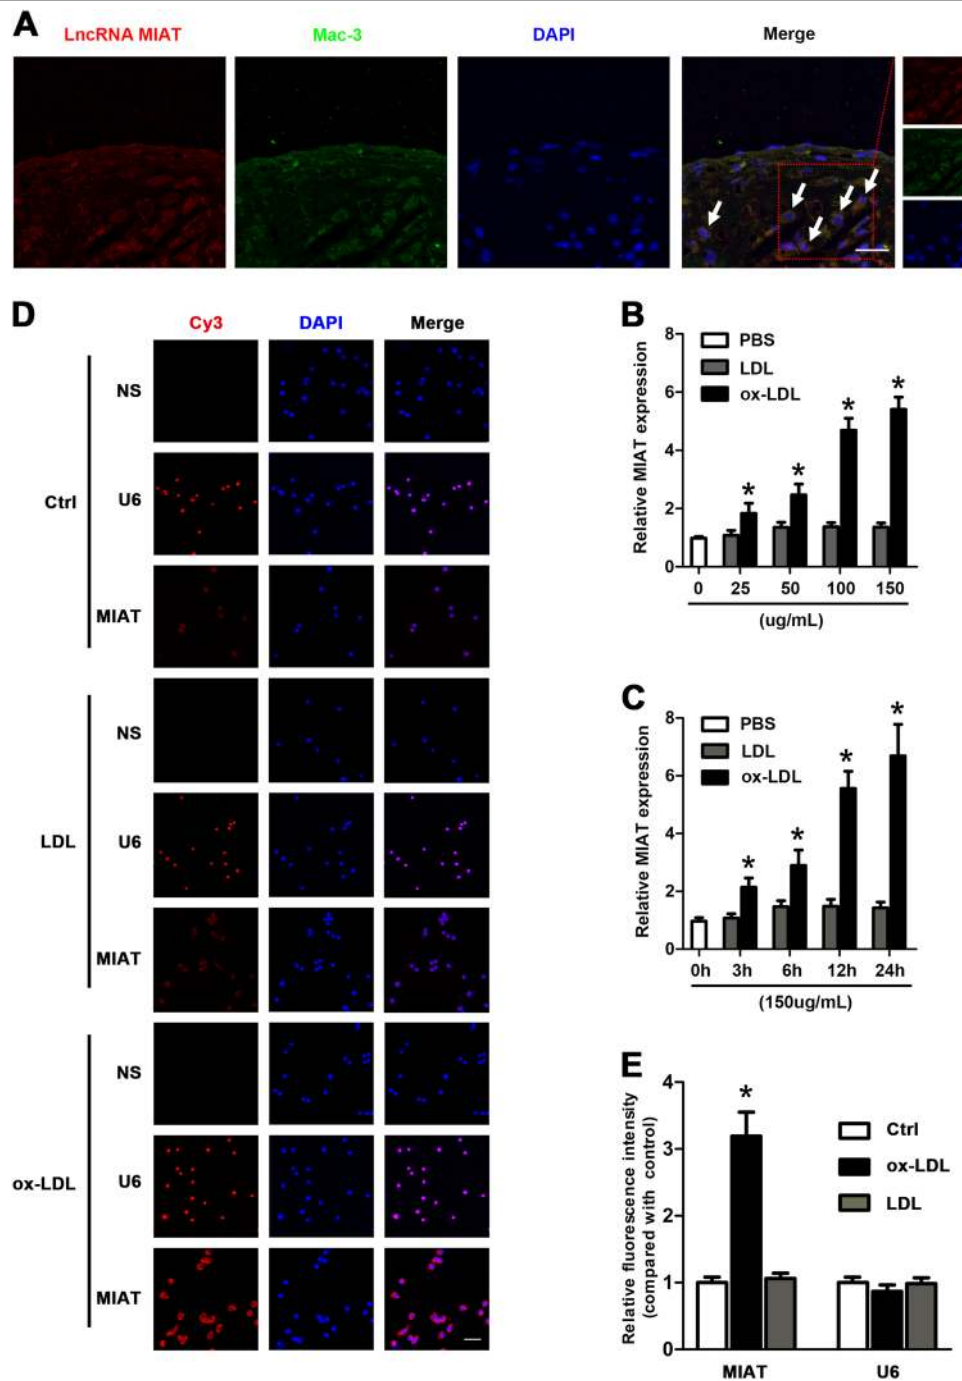 A
LncRNA MIAT
Mac-3
DAPI
Merge
D
Cy3
DAPI
Merge
Ctrl
NS
U6
MIAT
LDL
NS
U6
MIAT
ox-LDL
NS
U6
MIAT
B
Relative MIAT expression
8
6
4
2
0
PBS
LDL
ox-LDL
*
*
*
*
0 25 50 100 150
(ug/mL)
C
Relative MIAT expression
8
6
4
2
0
PBS
LDL
ox-LDL
*
*
*
*
0h 3h 6h 12h 24h
(150ug/mL)
E
Relative fluorescence intensity
(compared with control)
4
3
2
1
0
*
Ctrl
ox-LDL
LDL
MIAT U6